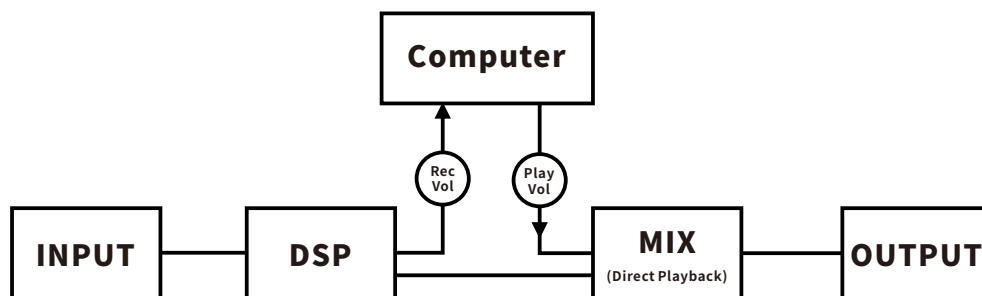 Computer
Rec
Vol
Play
Vol
INPUT
DSP
MIX
(Direct Playback)
OUTPUT